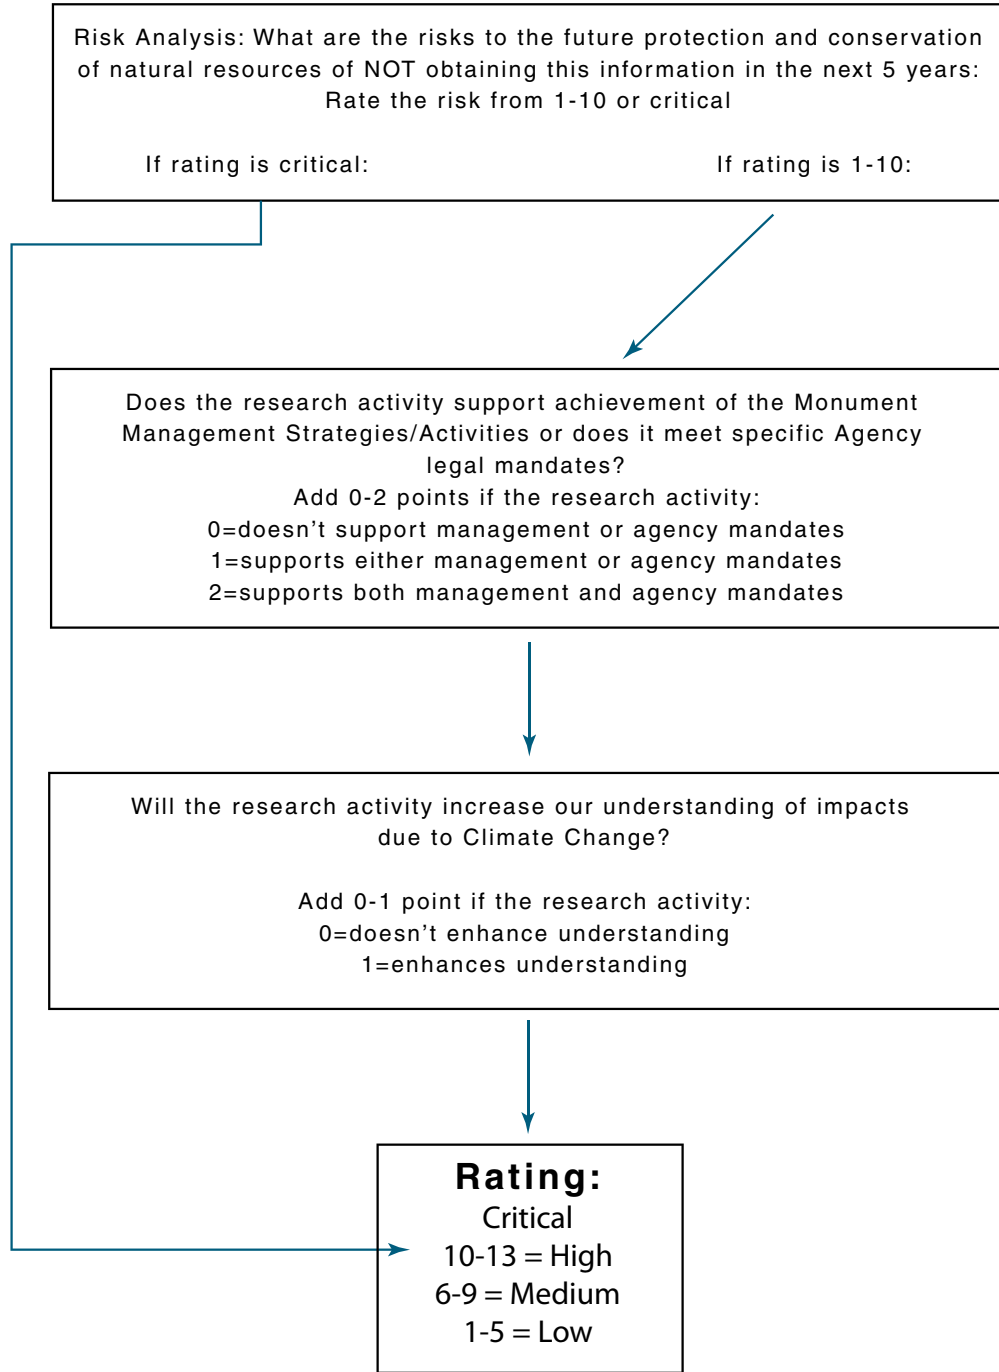 Risk Analysis: What are the risks to the future protection and conservation
of natural resources of NOT obtaining this information in the next 5 years:
Rate the risk from 1-10 or critical
If rating is critical:
If rating is 1-10:
Does the research activity support achievement of the Monument
Management Strategies/Activities or does it meet specific Agency
legal mandates?
Add 0-2 points if the research activity:
0=doesn't support management or agency mandates
1=supports either management or agency mandates
2=supports both management and agency mandates
Will the research activity increase our understanding of impacts
due to Climate Change?
Add 0-1 point if the research activity:
0=doesn't enhance understanding
1=enhances understanding
Rating:
Critical
10-13 = High
6-9 = Medium
1-5 = Low